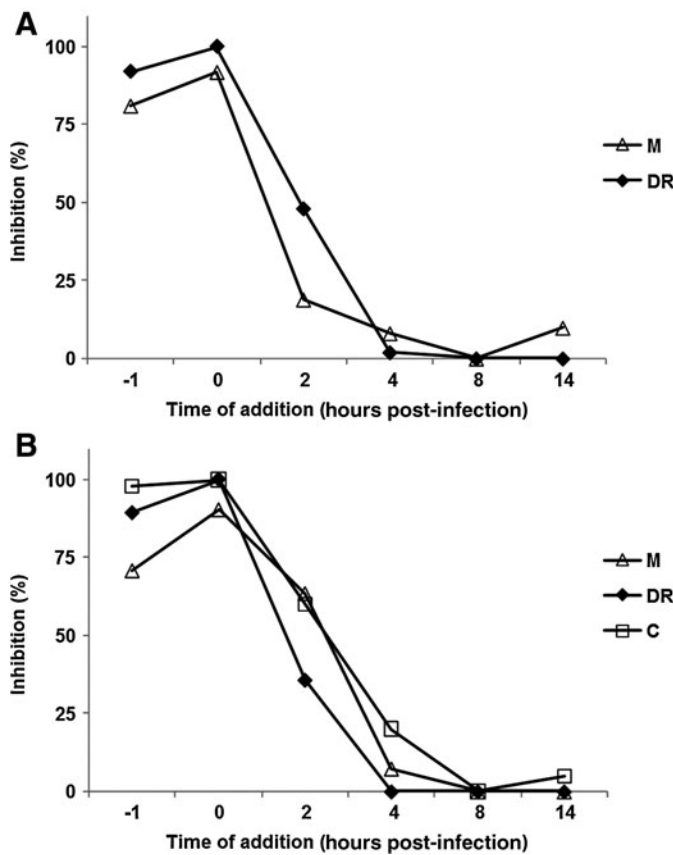 A
100
75
50
25
0
Inhibition (%)
-1 0 2 4 8 14
Time of addition (hours post-infection)
M
DR
B
100
75
50
25
0
Inhibition (%)
-1 0 2 4 8 14
Time of addition (hours post-infection)
M
DR
C